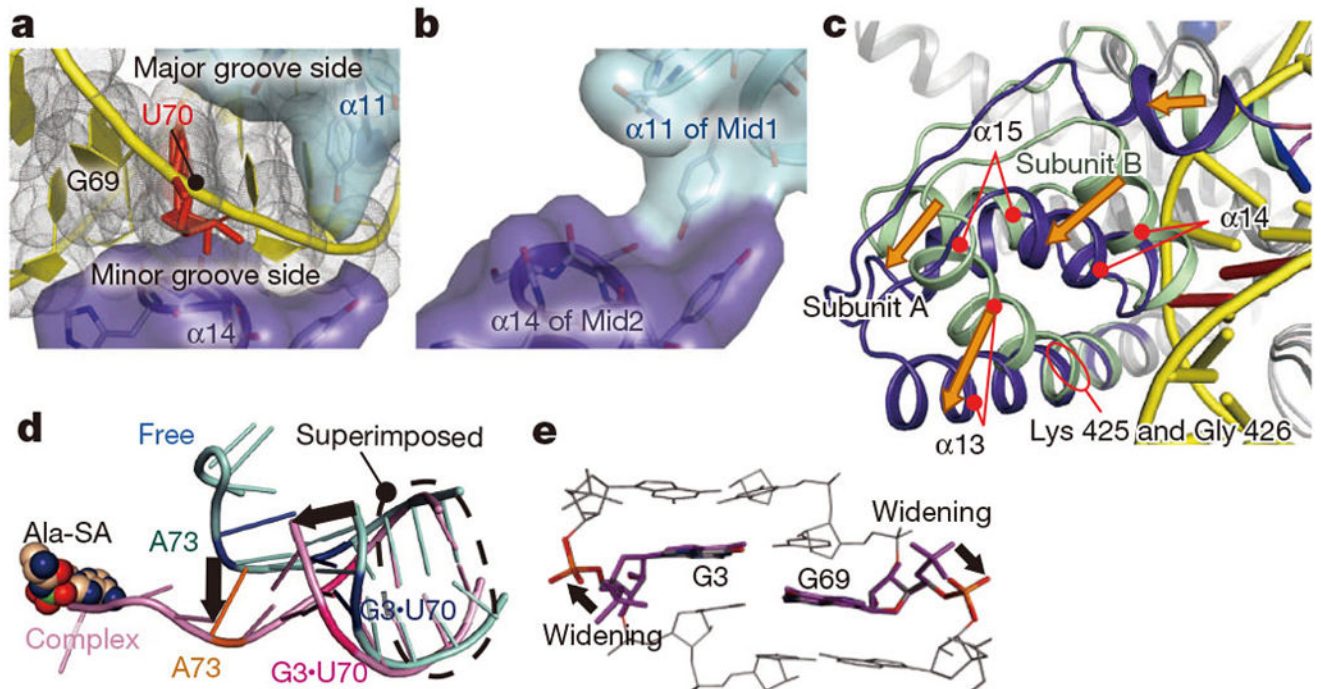 a
Major groove side
U70
α11
G69
Minor groove side
α14
b
α11 of Mid1
α14 of Mid2
c
α15
Subunit B
α14
Subunit A
α13
Lys 425 and Gly 426
d
Free
Superimposed
Ala-SA
A73
G3•U70
Complex
A73
G3•U70
e
Widening
G3
G69
Widening